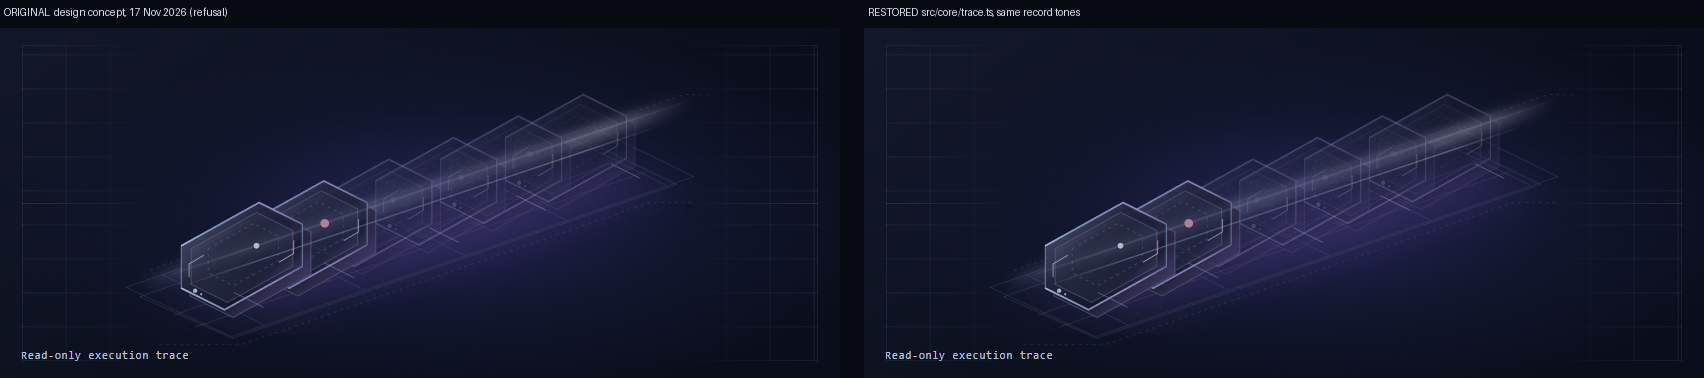 ORIGINAL design concept, 17 Nov 2026 (refusal)
RESTORED src/core/trace.ts, same record tones
Read-only execution trace
Read-only execution trace